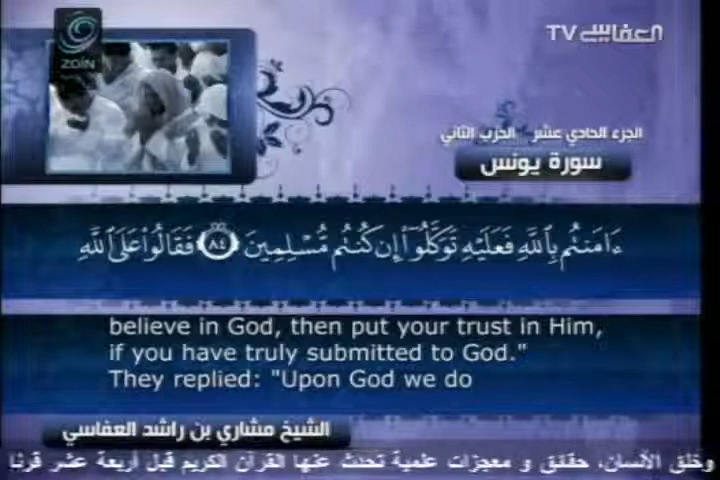 ZOIN
العفاسي TV
الجزء الحادي عشر الحزب الثاني
سورة يونس
ءَامَنتُم بِٱللَّهِ فَعَلَيْهِ تَوَكَّلُوٓا۟ إِن كُنتُم مُّسْلِمِينَ ٨٤ فَقَالُوا۟ عَلَى ٱللَّهِ
believe in God, then put your trust in Him,
if you have truly submitted to God."
They replied: "Upon God we do
الشيخ مشاري بن راشد العفاسي
وخلق الأنسان، حقائق و معجزات علمية تحدث عنها القرآن الكريم قبل أربعة عشر قرنا